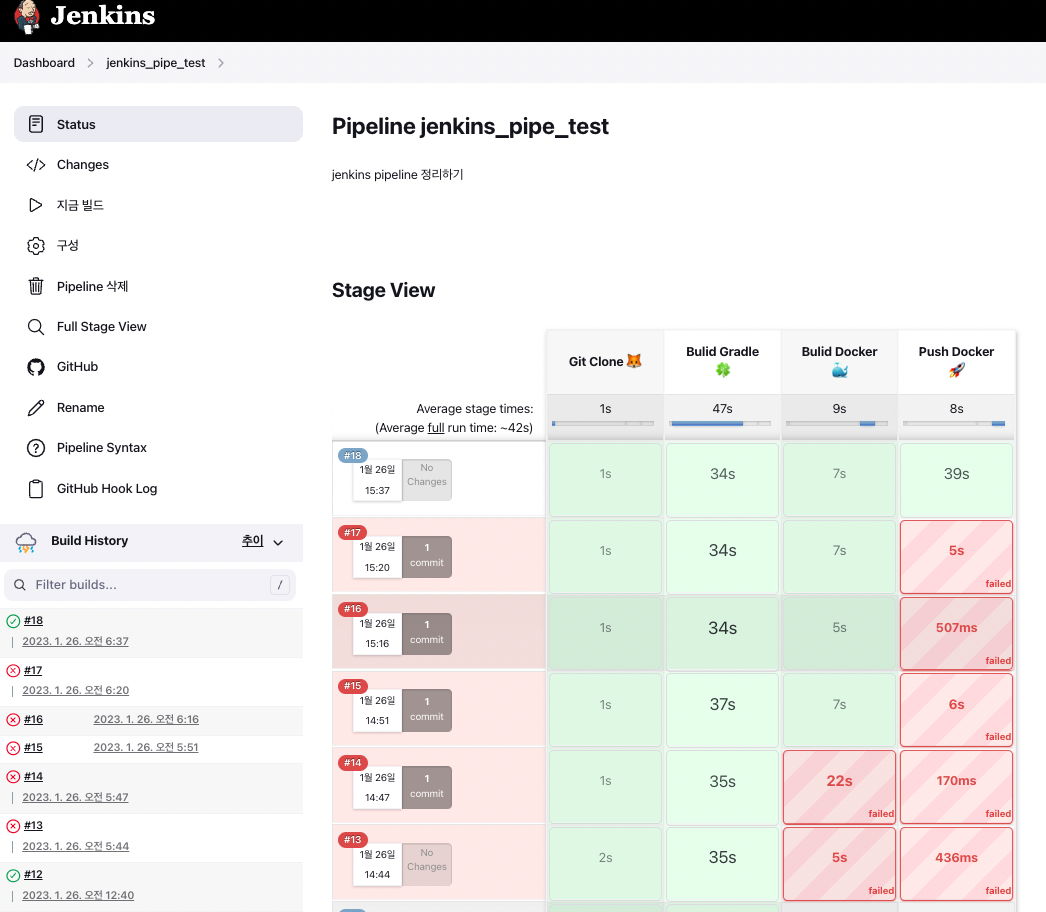 Jenkins
Dashboard
jenkins_pipe_test
Status
Changes
지금 빌드
구성
Pipeline 삭제
Full Stage View
GitHub
Rename
Pipeline Syntax
GitHub Hook Log
Build History 추이
Filter builds... /
#18
2023. 1. 26. 오전 6:37
#17
2023. 1. 26. 오전 6:20
#16 2023. 1. 26. 오전 6:16
#15 2023. 1. 26. 오전 5:51
#14
2023. 1. 26. 오전 5:47
#13
2023. 1. 26. 오전 5:44
#12
2023. 1. 26. 오전 12:40
Pipeline jenkins_pipe_test
jenkins pipeline 정리하기
Stage View
Git Clone 🦊
Bulid Gradle
🍀
Bulid Docker
🐳
Push Docker
🚀
Average stage times:
(Average full run time: ~42s)
1s 47s 9s 8s
#18
1월 26일
15:37
No
Changes
1s 34s 7s 39s
#17
1월 26일
15:20
1
commit
1s 34s 7s 5s
failed
#16
1월 26일
15:16
1
commit
1s 34s 5s 507ms
failed
#15
1월 26일
14:51
1
commit
1s 37s 7s 6s
failed
#14
1월 26일
14:47
1
commit
1s 35s 22s 170ms
failed failed
#13
1월 26일
14:44
No
Changes
2s 35s 5s 436ms
failed failed